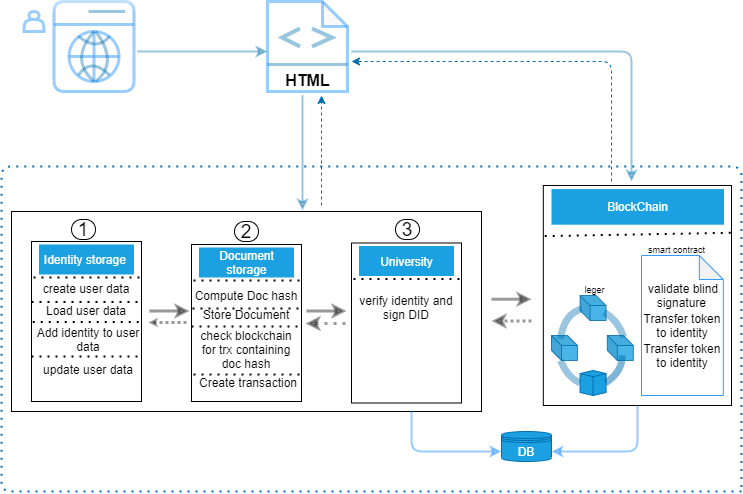 < >
HTML
1
2
3
Identity storage
create user data
Load user data
Add identity to user
data
update user data
Document
storage
Compute Doc hash
Store Document
check blockchain
for trx containing
doc hash
Create transaction
University
verify identity and
sign DID
BlockChain
leger
smart contract
validate blind
signature
Transfer token
to identity
Transfer token
to identity
DB